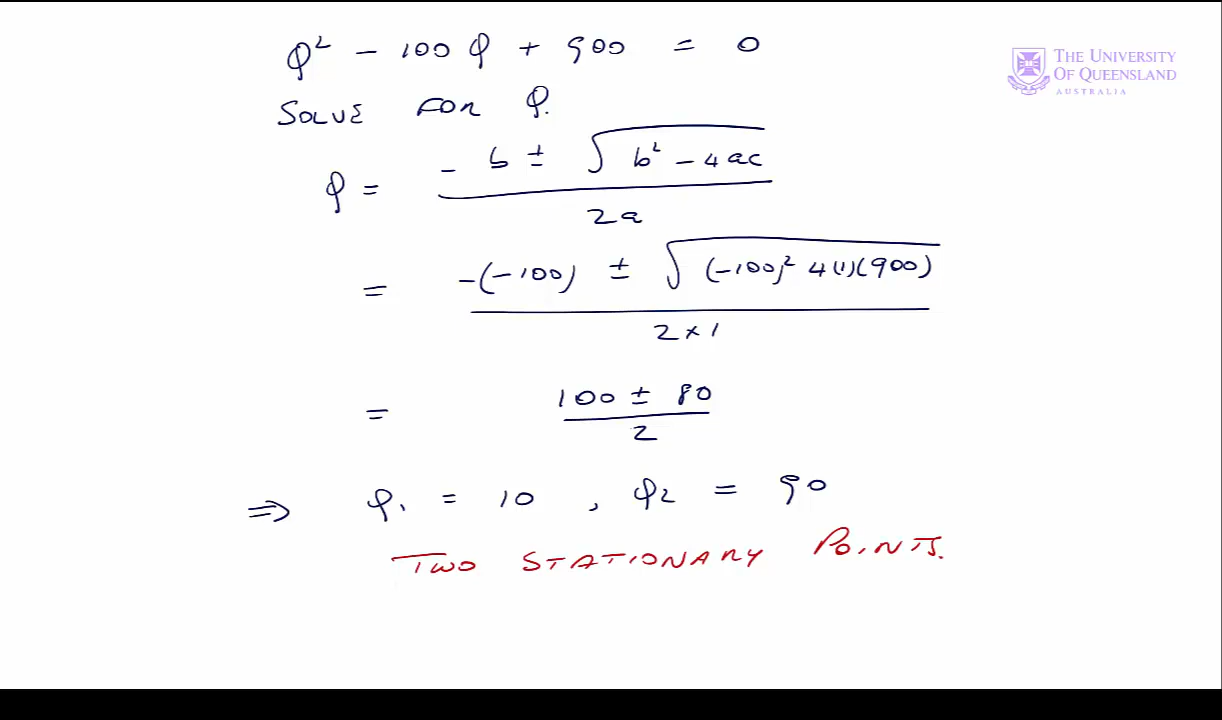 φ² - 100φ + 900 = 0
THE UNIVERSITY
OF QUEENSLAND
AUSTRALIA
SOLVE FOR φ.
φ = (-b ± √(b² - 4ac)) / 2a
= (-(-100) ± √((-100)² 4(1)(900))) / 2×1
= (100 ± 80) / 2
⇒ φ₁ = 10 , φ₂ = 90
TWO STATIONARY POINTS.